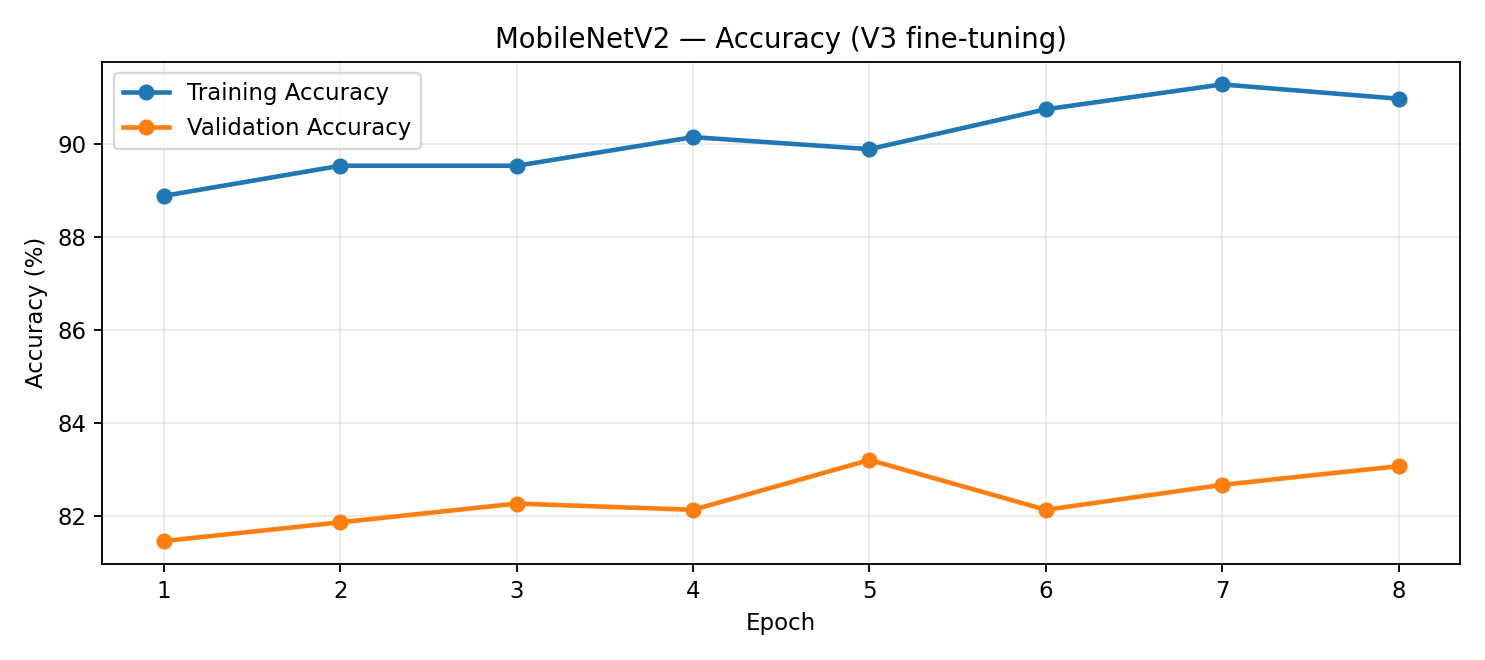 MobileNetV2 — Accuracy (V3 fine-tuning)
Training Accuracy
Validation Accuracy
Accuracy (%)
90
88
86
84
82
1 2 3 4 5 6 7 8
Epoch